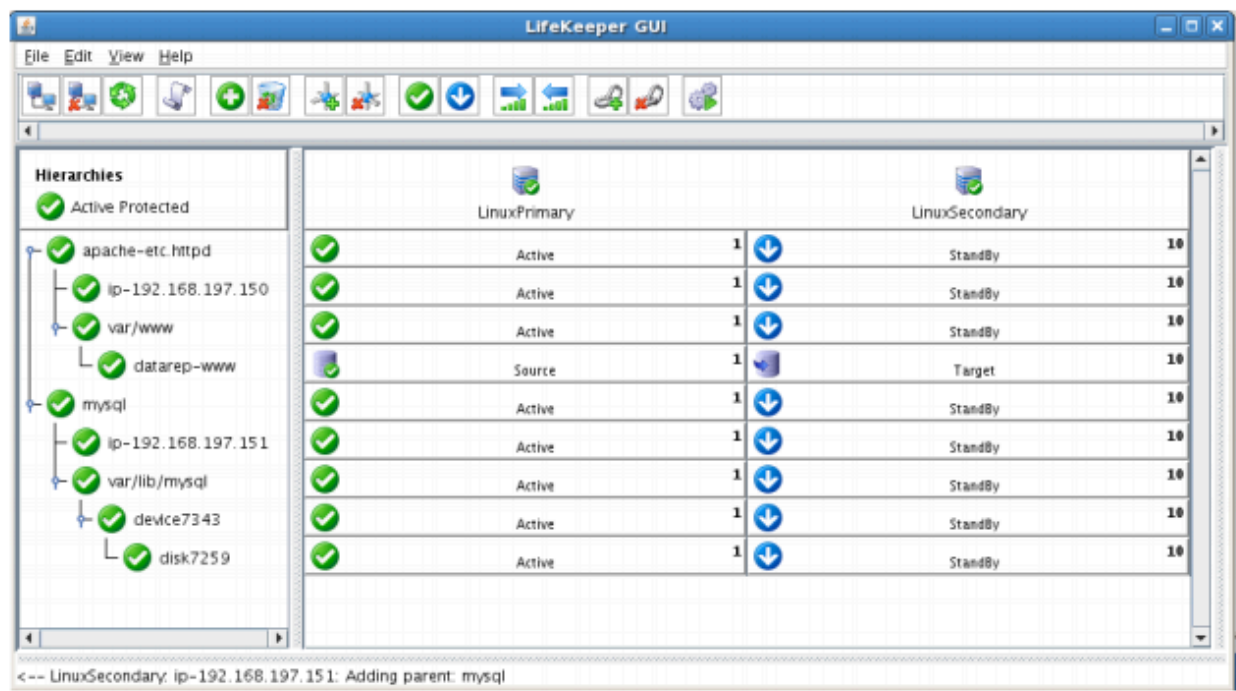 LifeKeeper GUI
File Edit View Help
Hierarchies
Active Protected
LinuxPrimary
LinuxSecondary
apache-etc.httpd
Active 1
StandBy 10
ip-192.168.197.150
Active 1
StandBy 10
var/www
Active 1
StandBy 10
datarep-www
Source 1
Target 10
mysql
Active 1
StandBy 10
ip-192.168.197.151
Active 1
StandBy 10
var/lib/mysql
Active 1
StandBy 10
device7343
Active 1
StandBy 10
disk7259
Active 1
StandBy 10
<-- LinuxSecondary: ip-192.168.197.151: Adding parent: mysql